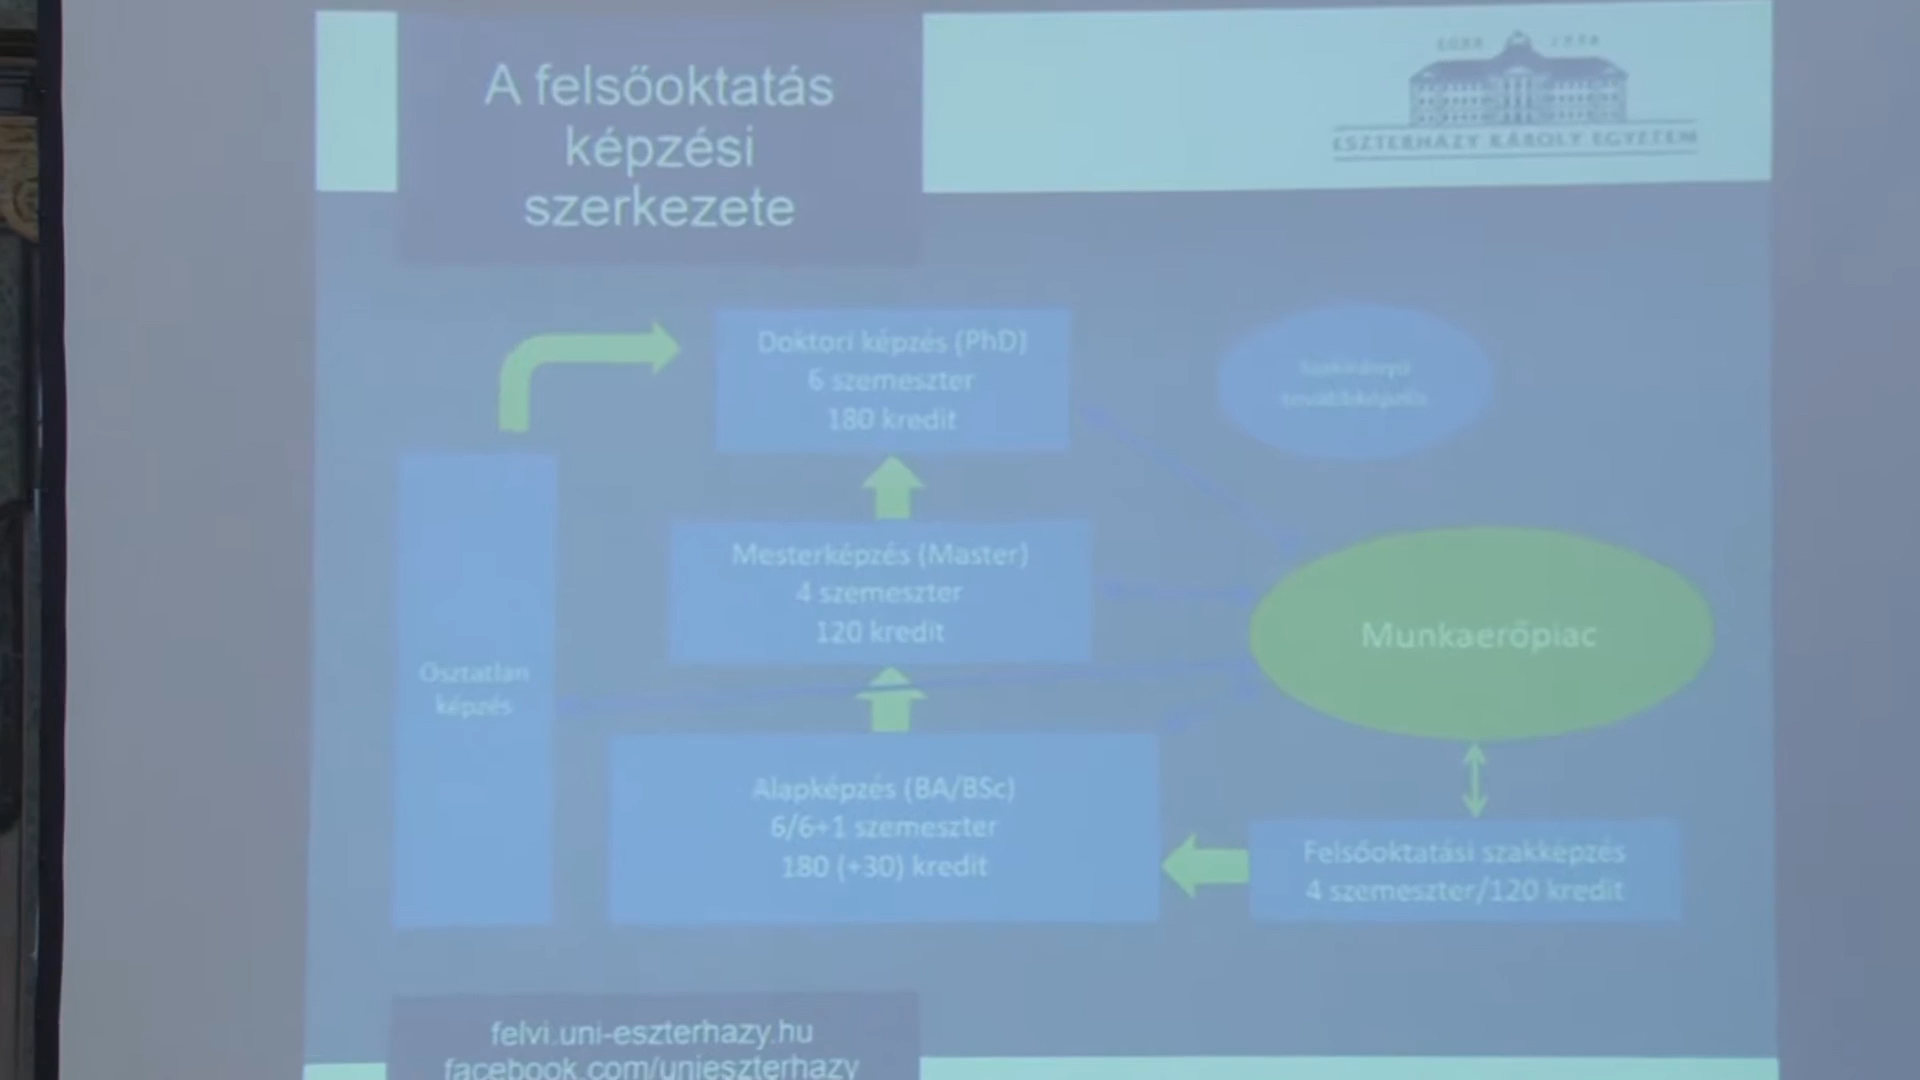 A felsőoktatás
képzési
szerkezete
ESZTERHÁZY KÁROLY EGYETEM
Doktori képzés (PhD)
6 szemeszter
180 kredit
Szakirányú
továbbképzés
Mesterképzés (Master)
4 szemeszter
120 kredit
Munkaerőpiac
Osztatlan
képzés
Alapképzés (BA/BSc)
6/6+1 szemeszter
180 (+30) kredit
Felsőoktatási szakképzés
4 szemeszter/120 kredit
felvi.uni-eszterhazy.hu
facebook.com/unieszterhazy